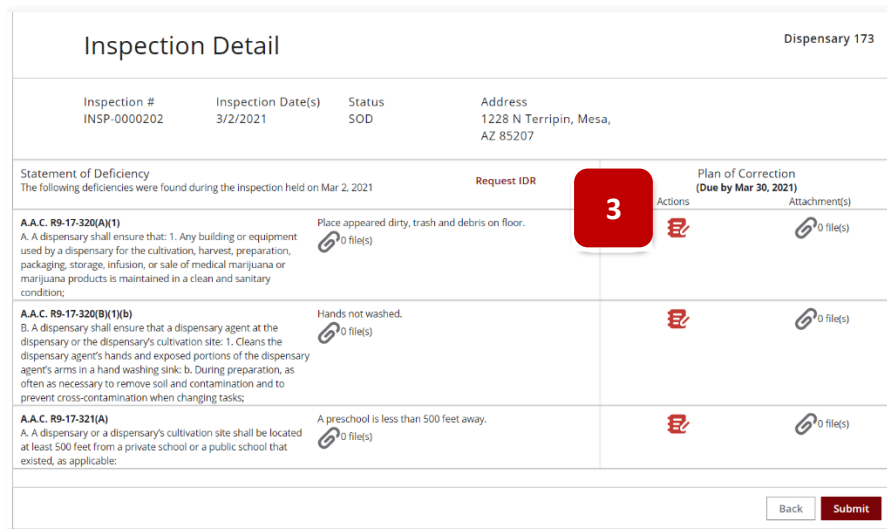 Inspection Detail
Dispensary 173
Inspection #
INSP-0000202
Inspection Date(s)
3/2/2021
Status
SOD
Address
1228 N Terripin, Mesa,
AZ 85207
Statement of Deficiency
The following deficiencies were found during the inspection held on Mar 2, 2021
Request IDR
3
Plan of Correction
(Due by Mar 30, 2021)
Actions
Attachment(s)
A.A.C. R9-17-320(A)(1)
A. A dispensary shall ensure that: 1. Any building or equipment
used by a dispensary for the cultivation, harvest, preparation,
packaging, storage, infusion, or sale of medical marijuana or
marijuana products is maintained in a clean and sanitary
condition;
Place appeared dirty, trash and debris on floor.
0 file(s)
0 file(s)
A.A.C. R9-17-320(B)(1)(b)
B. A dispensary shall ensure that a dispensary agent at the
dispensary or the dispensary's cultivation site: 1. Cleans the
dispensary agent's hands and exposed portions of the dispensary
agent's arms in a hand washing sink: b. During preparation, as
often as necessary to remove soil and contamination and to
prevent cross-contamination when changing tasks;
Hands not washed.
0 file(s)
0 file(s)
A.A.C. R9-17-321(A)
A. A dispensary or a dispensary's cultivation site shall be located
at least 500 feet from a private school or a public school that
existed, as applicable:
A preschool is less than 500 feet away.
0 file(s)
0 file(s)
Back
Submit